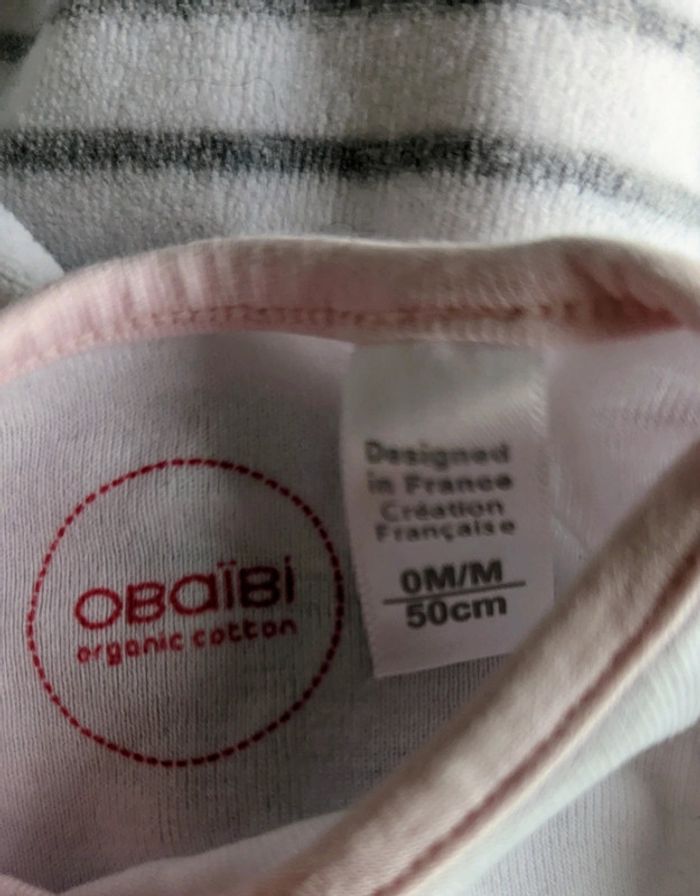 OBaïBi
organic cotton
Designed
in France
Création
Française
0M/M
50cm